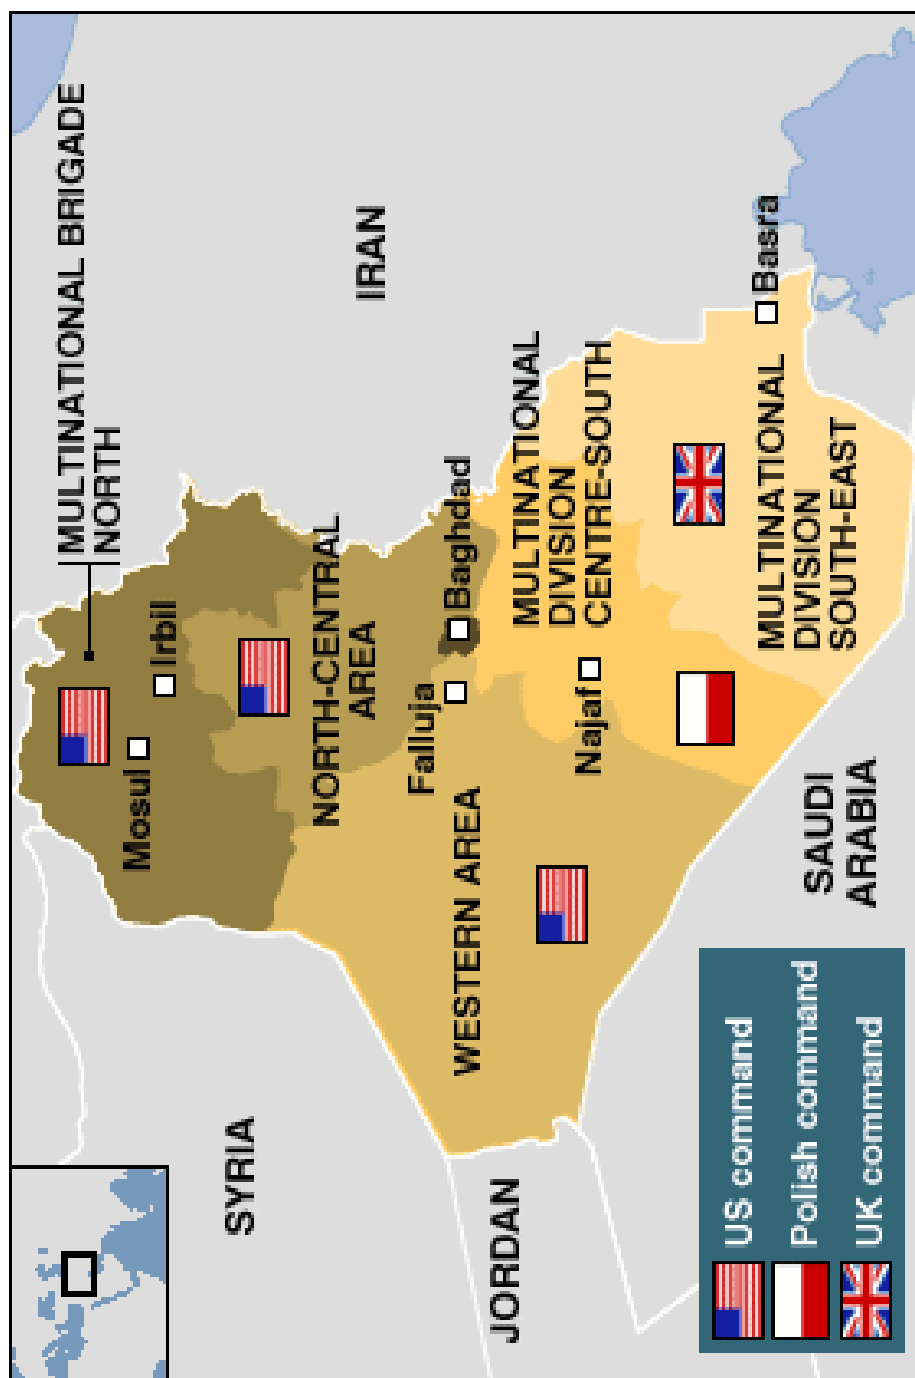 MULTINATIONAL BRIGADE
NORTH
Mosul
Irbil
NORTH-CENTRAL
AREA
SYRIA
IRAN
Falluja
Baghdad
WESTERN AREA
JORDAN
MULTINATIONAL
DIVISION
CENTRE-SOUTH
Najaf
Basra
MULTINATIONAL
DIVISION
SOUTH-EAST
SAUDI
ARABIA
US command
Polish command
UK command